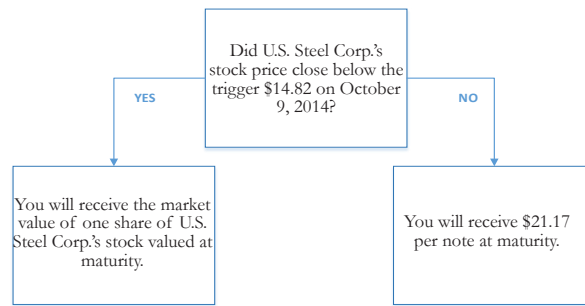 Did U.S. Steel Corp.'s
stock price close below the
trigger $14.82 on October
9, 2014?
YES
NO
You will receive the market
value of one share of U.S.
Steel Corp.'s stock valued at
maturity.
You will receive $21.17
per note at maturity.